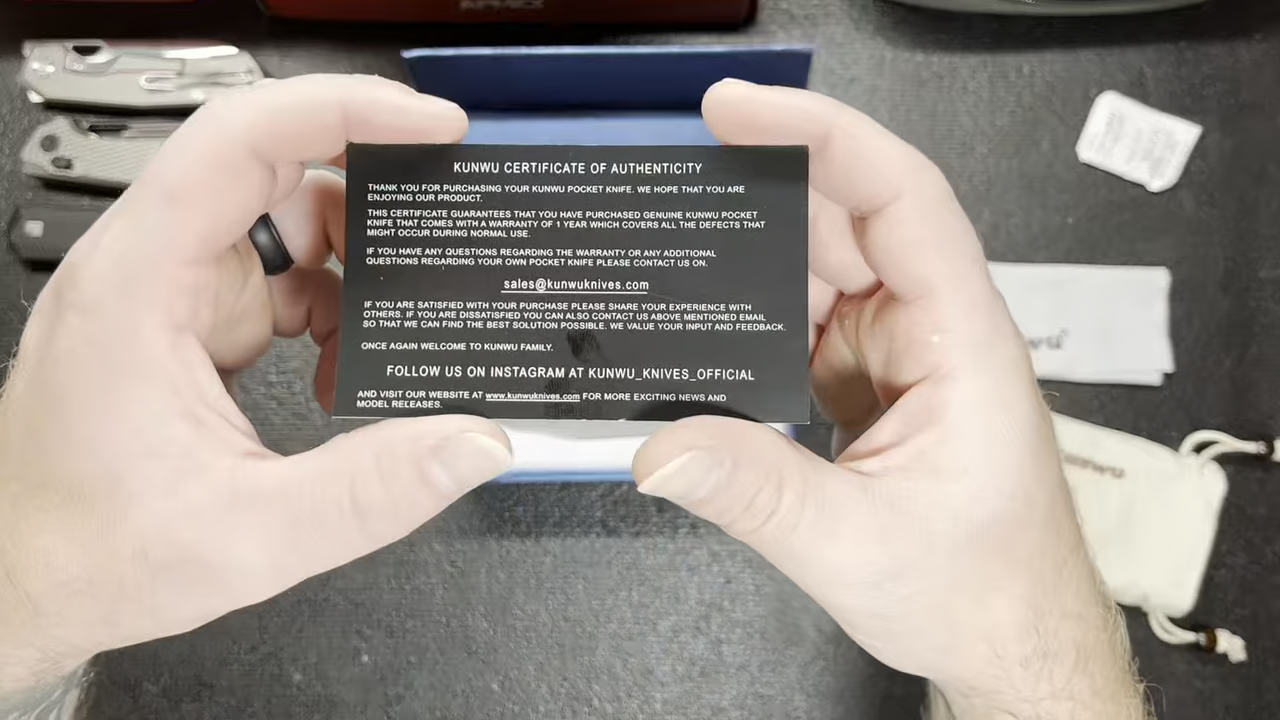 KUNWU CERTIFICATE OF AUTHENTICITY
THANK YOU FOR PURCHASING YOUR KUNWU POCKET KNIFE. WE HOPE THAT YOU ARE
ENJOYING OUR PRODUCT.
THIS CERTIFICATE GUARANTEES THAT YOU HAVE PURCHASED GENUINE KUNWU POCKET
KNIFE THAT COMES WITH A WARRANTY OF 1 YEAR WHICH COVERS ALL THE DEFECTS THAT
MIGHT OCCUR DURING NORMAL USE.
IF YOU HAVE ANY QUESTIONS REGARDING THE WARRANTY OR ANY ADDITIONAL
QUESTIONS REGARDING YOUR OWN POCKET KNIFE PLEASE CONTACT US ON.
sales@kunwuknives.com
IF YOU ARE SATISFIED WITH YOUR PURCHASE PLEASE SHARE YOUR EXPERIENCE WITH
OTHERS. IF YOU ARE DISSATISFIED YOU CAN ALSO CONTACT US ABOVE MENTIONED EMAIL
SO THAT WE CAN FIND THE BEST SOLUTION POSSIBLE. WE VALUE YOUR INPUT AND FEEDBACK.
ONCE AGAIN WELCOME TO KUNWU FAMILY.
FOLLOW US ON INSTAGRAM AT KUNWU_KNIVES_OFFICIAL
AND VISIT OUR WEBSITE AT www.kunwuknives.com FOR MORE EXCITING NEWS AND
MODEL RELEASES.